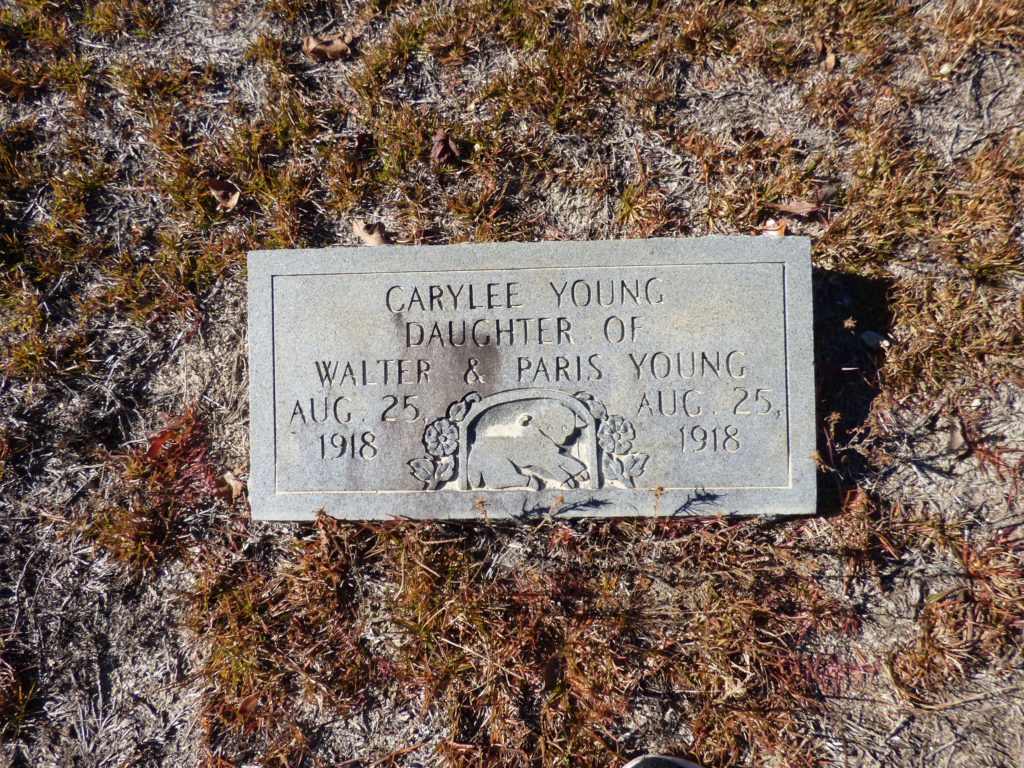 CARYLEE YOUNG
DAUGHTER OF
WALTER & PARIS YOUNG
AUG. 25, AUG. 25,
1918 1918